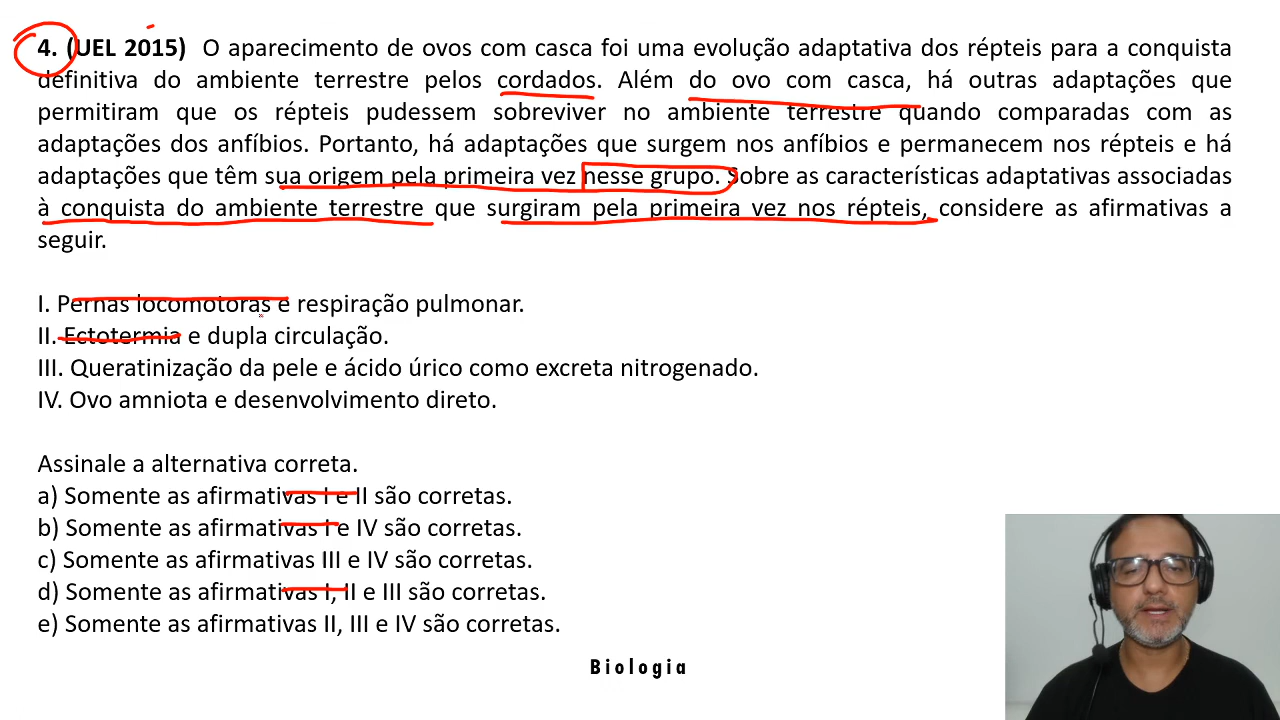 4. (UEL 2015) O aparecimento de ovos com casca foi uma evolução adaptativa dos répteis para a conquista
definitiva do ambiente terrestre pelos cordados. Além do ovo com casca, há outras adaptações que
permitiram que os répteis pudessem sobreviver no ambiente terrestre quando comparadas com as
adaptações dos anfíbios. Portanto, há adaptações que surgem nos anfíbios e permanecem nos répteis e há
adaptações que têm sua origem pela primeira vez nesse grupo. Sobre as características adaptativas associadas
à conquista do ambiente terrestre que surgiram pela primeira vez nos répteis, considere as afirmativas a
seguir.
I. Pernas locomotoras e respiração pulmonar.
II. Ectotermia e dupla circulação.
III. Queratinização da pele e ácido úrico como excreta nitrogenado.
IV. Ovo amniota e desenvolvimento direto.
Assinale a alternativa correta.
a) Somente as afirmativas I e II são corretas.
b) Somente as afirmativas I e IV são corretas.
c) Somente as afirmativas III e IV são corretas.
d) Somente as afirmativas I, II e III são corretas.
e) Somente as afirmativas II, III e IV são corretas.
Biologia